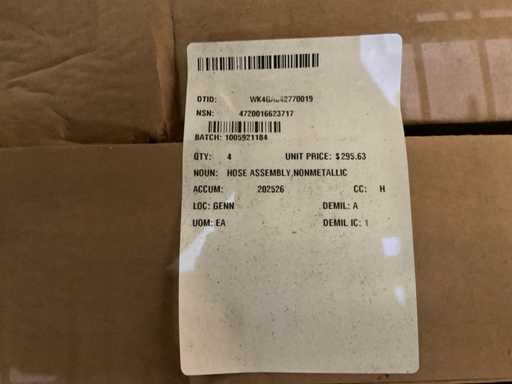 DTID: WK4GA642770019
NSN: 4720016623717
BATCH: 1005921184
QTY: 4 UNIT PRICE: $295.63
NOUN: HOSE ASSEMBLY,NONMETALLIC
ACCUM: 202526 CC: H
LOC: GENN DEMIL: A
UOM: EA DEMIL IC: 1